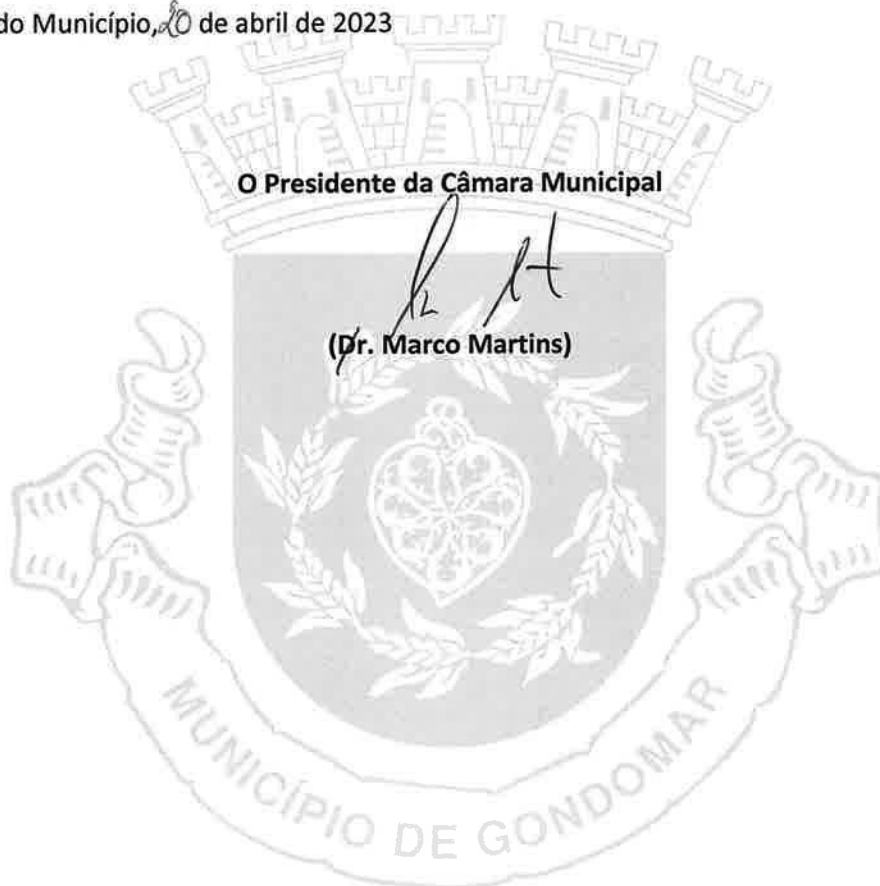 do Município, 20 de abril de 2023
O Presidente da Câmara Municipal
(Dr. Marco Martins)
MUNICÍPIO DE GONDOMAR